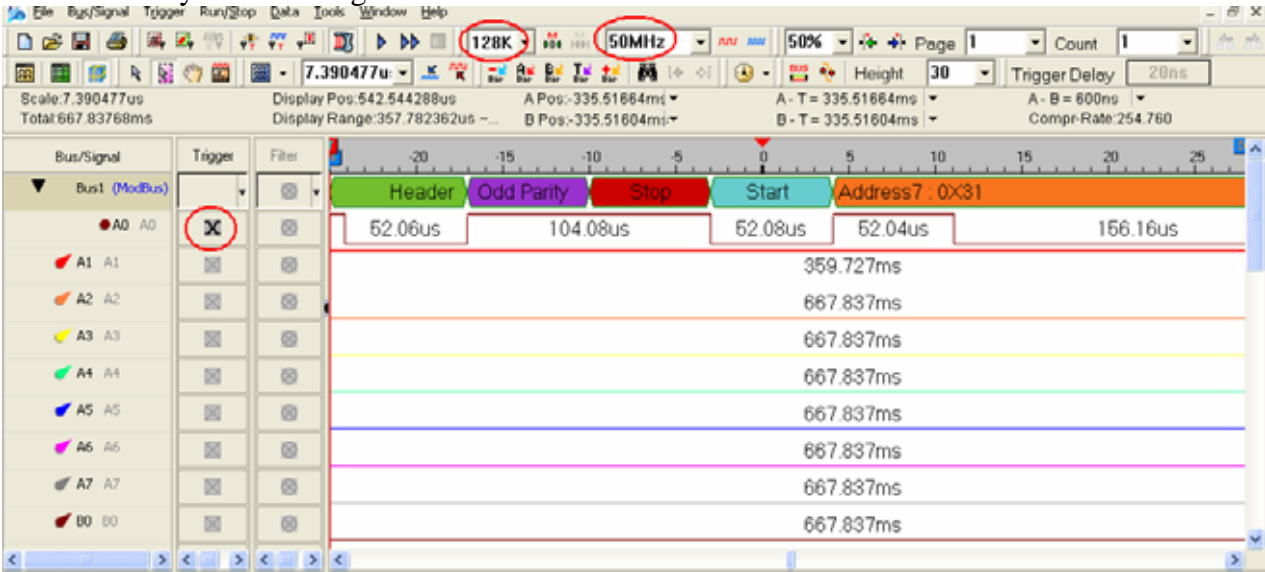 File Bus/Signal Trigger Run/Stop Data Tools Window Help
128K 50MHz 50% Page 1 Count 1
7.390477u: Height 30 Trigger Delay 20ns
Scale:7.390477us Display Pos:542.544288us A Pos:-335.51664ms A - T = 335.51664ms A - B = 600ns
Total:667.83768ms Display Range:357.782362us ~... B Pos:-335.51604ms B - T = 335.51604ms Compr-Rate:254.760
Bus/Signal Trigger Filter -20 -15 -10 -5 0 5 10 15 20 25
Bus1 (ModBus) Header Odd Parity Stop Start Address7 : 0X31
A0 A0 52.06us 104.08us 52.08us 52.04us 156.16us
A1 A1 359.727ms
A2 A2 667.837ms
A3 A3 667.837ms
A4 A4 667.837ms
A5 A5 667.837ms
A6 A6 667.837ms
A7 A7 667.837ms
B0 B0 667.837ms